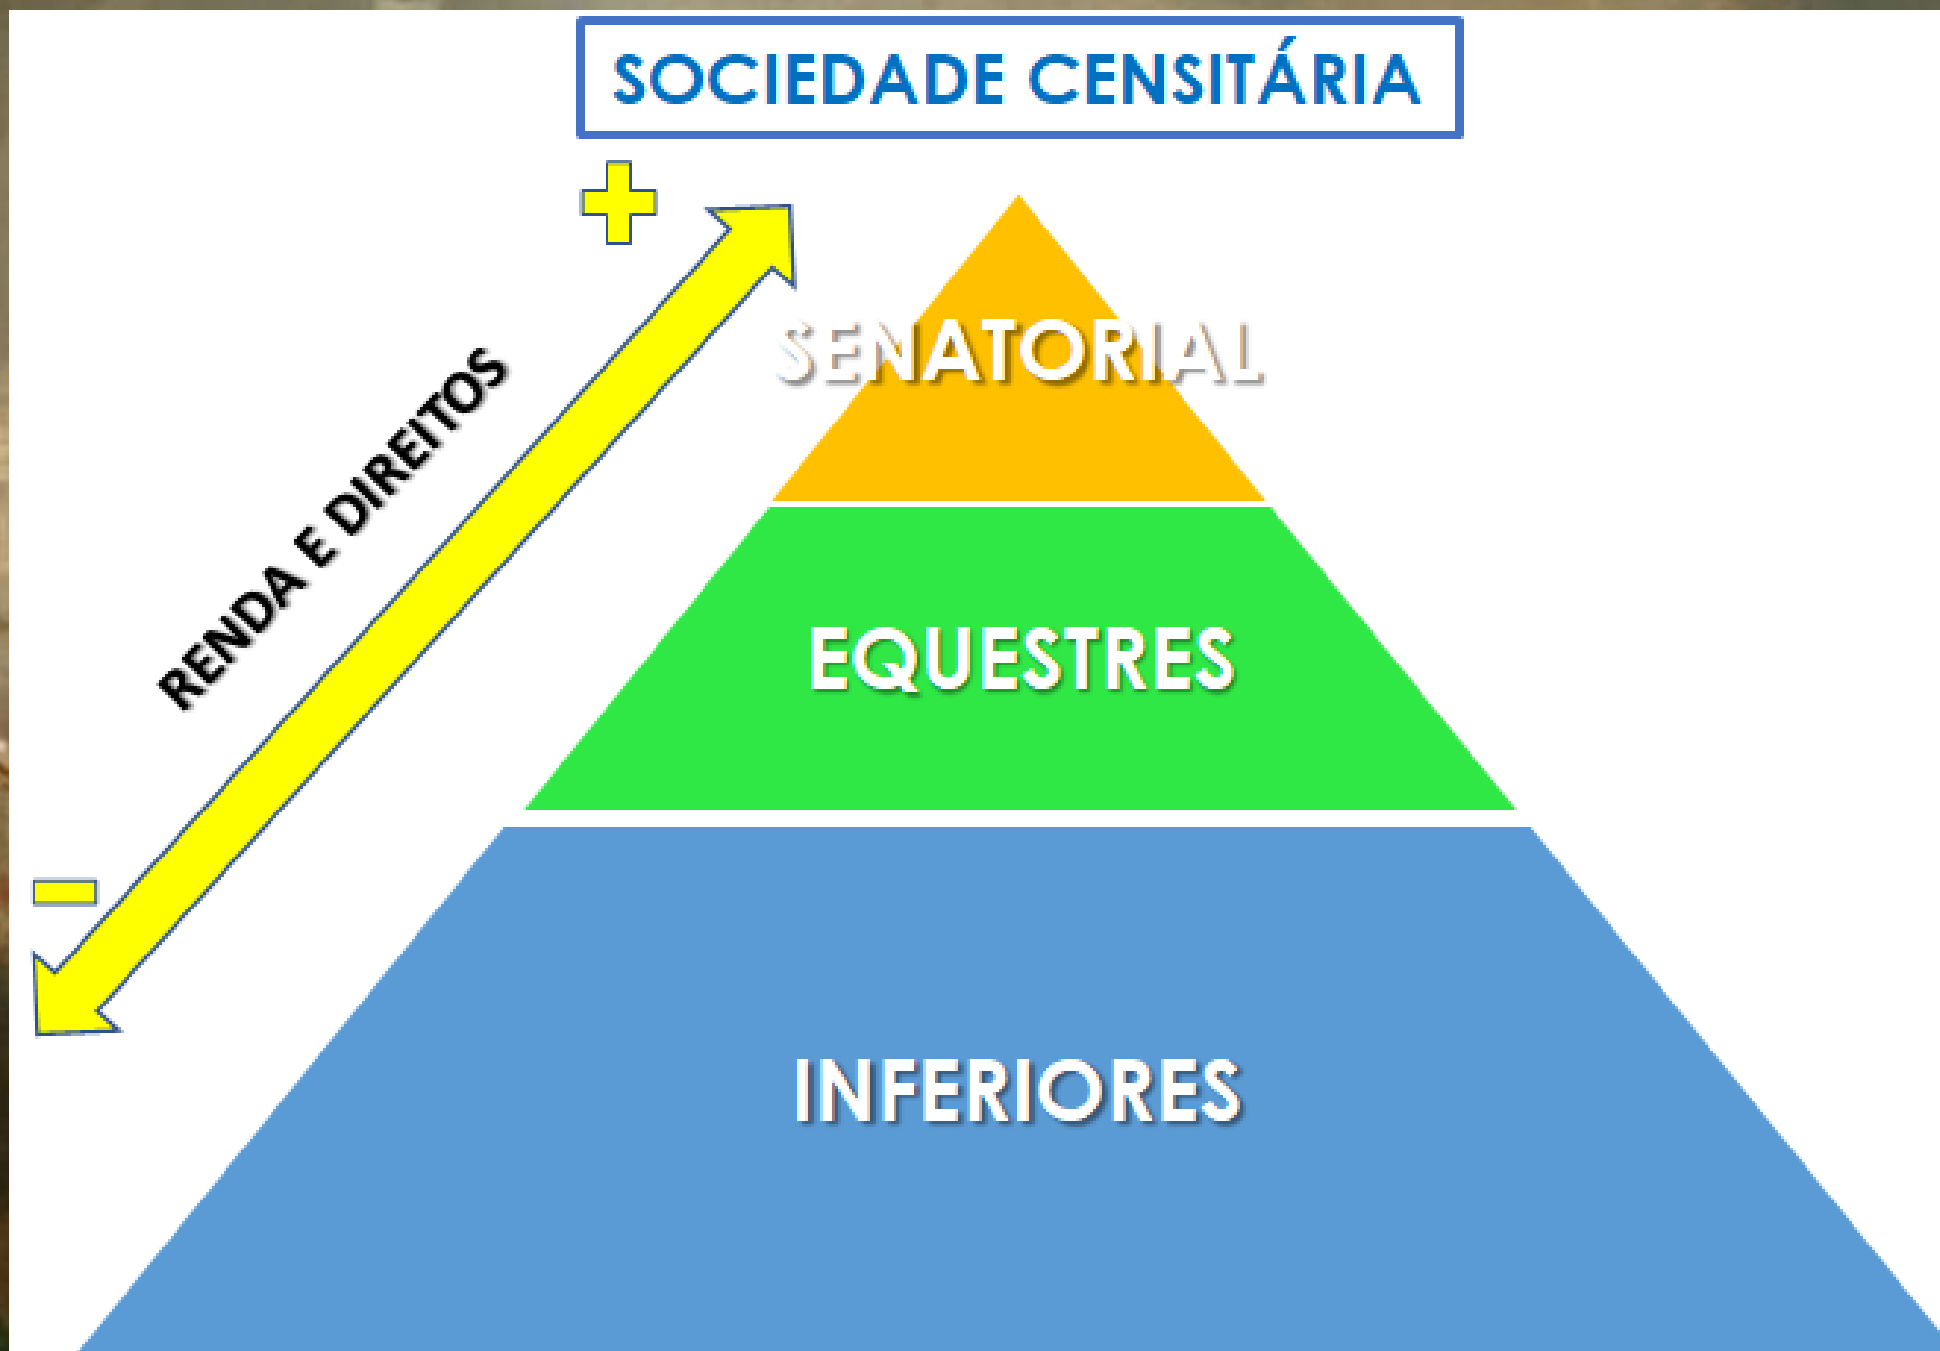 SOCIEDADE CENSITÁRIA
RENDA E DIREITOS
SENATORIAL
EQUESTRES
INFERIORES